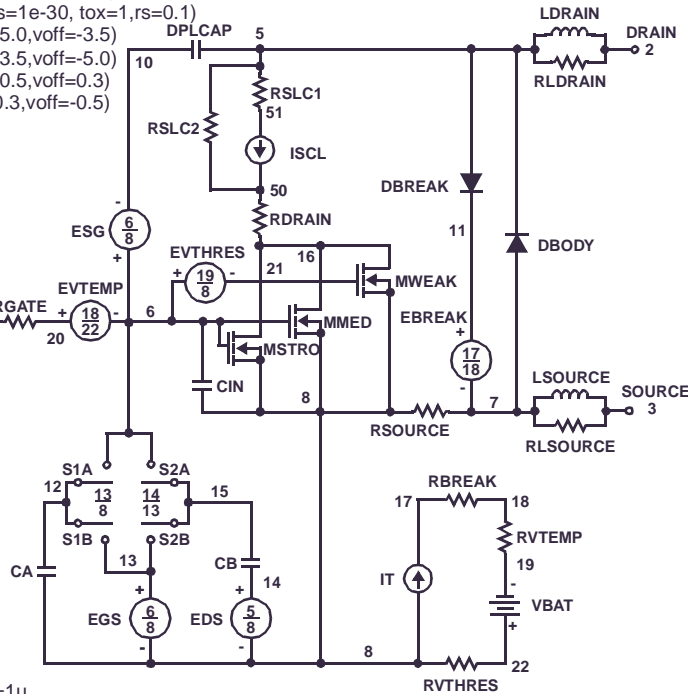 s=1e-30, tox=1,rs=0.1)
5.0,voff=-3.5)
3.5,voff=-5.0)
0.5,voff=0.3)
0.3,voff=-0.5)
DPLCAP
5
LDRAIN
DRAIN
2
10
RLDRAIN
RSLC1
51
RSLC2
ISCL
50
DBREAK
RDRAIN
ESG
6
8
-
+
11
DBODY
EVTHRES
16
21
+
19
8
-
MWEAK
EVTEMP
RGATE
+
18
22
-
20
6
MMED
EBREAK
+
17
18
-
MSTRO
CIN
8
7
LSOURCE
SOURCE
3
RSOURCE
RLSOURCE
S1A
S2A
12
13
8
14
13
15
S1B
S2B
13
CA
CB
14
+
EGS
6
8
-
+
EDS
5
8
-
RBREAK
17
18
RVTEMP
19
IT
-
VBAT
+
8
22
RVTHRES